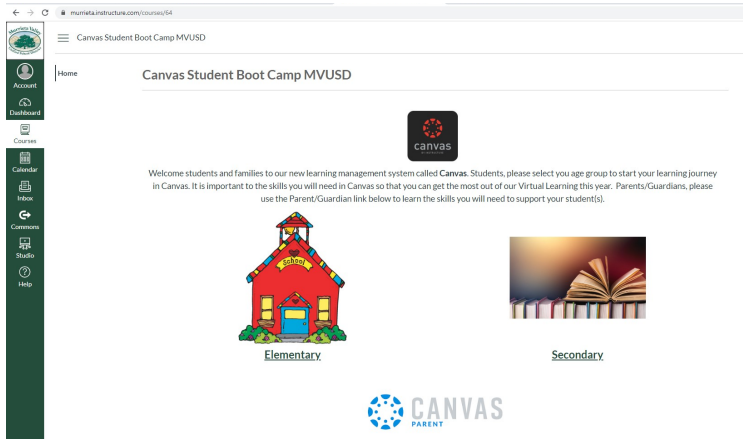 murrieta.instructure.com/courses/64
Murrieta Valley
Canvas Student Boot Camp MVUSD
Account
Dashboard
Courses
Calendar
Inbox
Commons
Studio
Help
Home
Canvas Student Boot Camp MVUSD
canvas
Welcome students and families to our new learning management system called Canvas. Students, please select you age group to start your learning journey
in Canvas. It is important to the skills you will need in Canvas so that you can get the most out of our Virtual Learning this year. Parents/Guardians, please
use the Parent/Guardian link below to learn the skills you will need to support your student(s).
School
Elementary
Secondary
CANVAS
PARENT